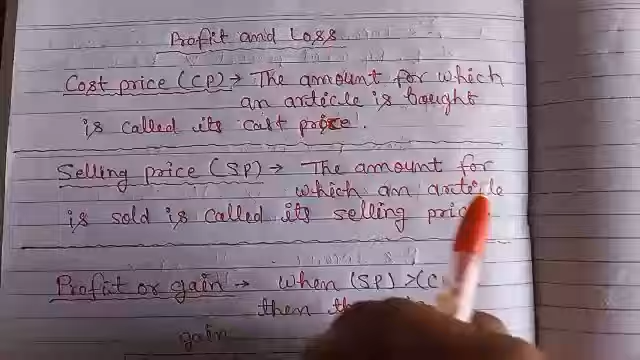 Profit and Loss
Cost price (CP) → The amount for which
an article is bought
is called its cast price.
Selling price (SP) → The amount for
which an article
is sold is called its selling
Profit or gain → when (SP) > (C
then
gain